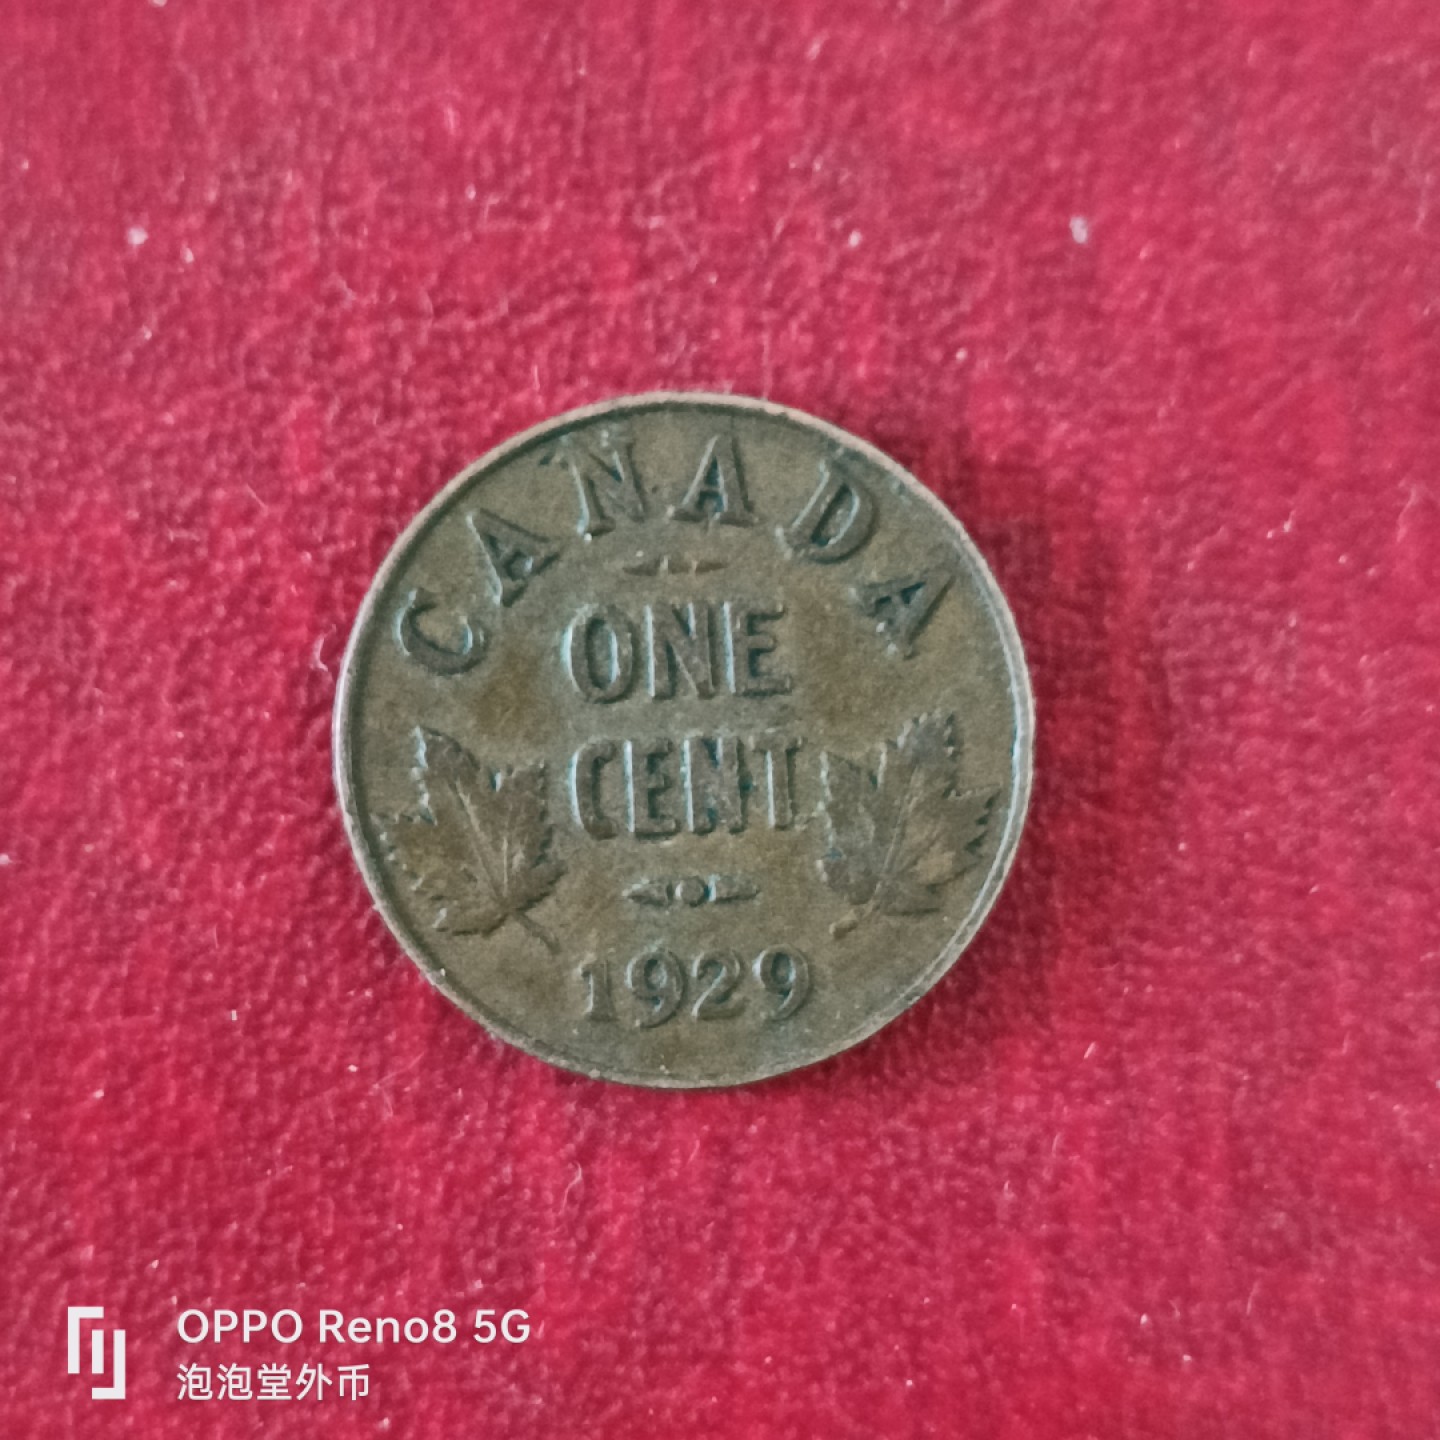 CANADA
ONE
CENT
1929
OPPO Reno8 5G
泡泡堂外币